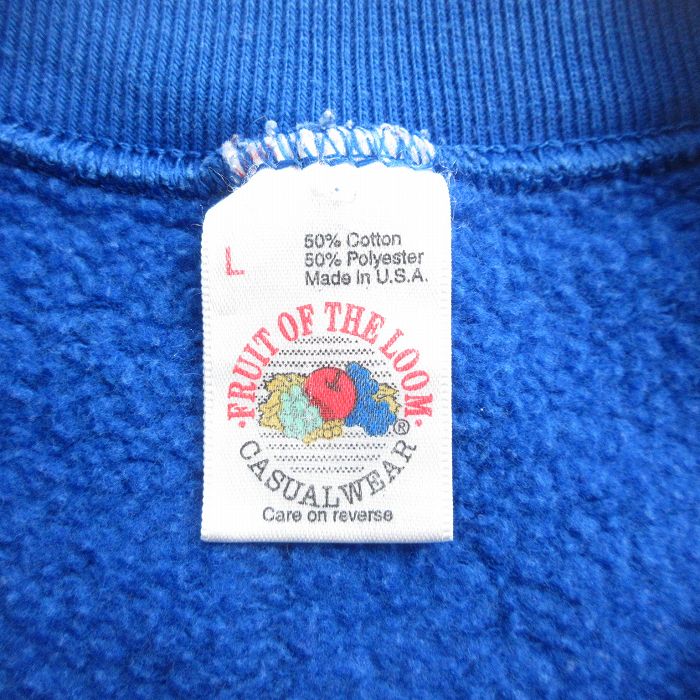 L
50% Cotton
50% Polyester
Made In U.S.A.
FRUIT OF THE LOOM
®
CASUALWEAR
Care on reverse